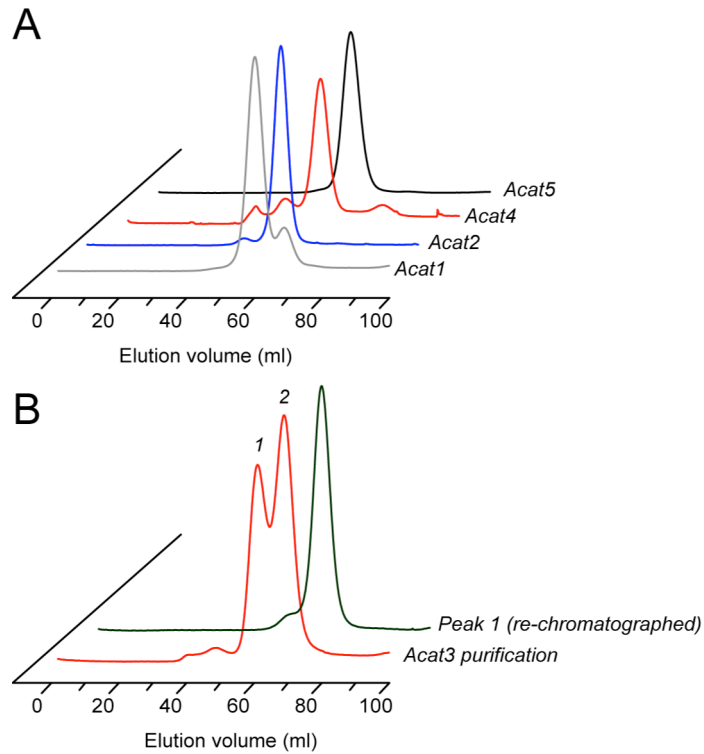 A
Acat5
Acat4
Acat2
Acat1
0 20 40 60 80 100
Elution volume (ml)
B
2
1
Peak 1 (re-chromatographed)
Acat3 purification
0 20 40 60 80 100
Elution volume (ml)